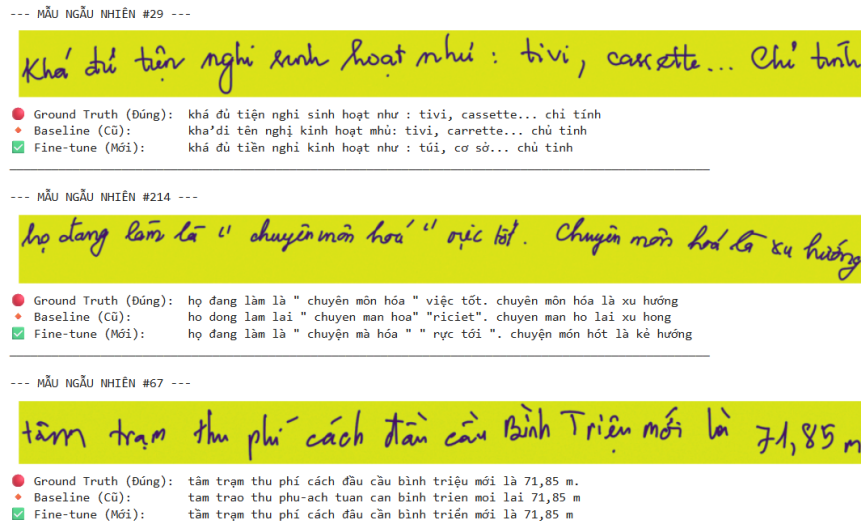 --- MẪU NGẪU NHIÊN #29 ---
Khá đủ tiện nghi sinh hoạt như : tivi, cassette... Chỉ tính
Ground Truth (Đúng): khá đủ tiện nghi sinh hoạt như : tivi, cassette... chỉ tính
Baseline (Cũ): kha'di tên nghị kinh hoạt mhủ: tivi, carrette... chủ tinh
Fine-tune (Mới): khá đủ tiền nghi kinh hoạt như : túi, cơ sở... chủ tinh
--- MẪU NGẪU NHIÊN #214 ---
họ đang làm là " chuyên môn hoá " việc tốt. Chuyên môn hoá là xu hướng
Ground Truth (Đúng): họ đang làm là " chuyên môn hóa " việc tốt. chuyên môn hóa là xu hướng
Baseline (Cũ): ho dong lam lai " chuyen man hoa" "riciet". chuyen man ho lai xu hong
Fine-tune (Mới): họ đang làm là " chuyện mà hóa " " rực tới ". chuyện món hót là kẻ hướng
--- MẪU NGẪU NHIÊN #67 ---
tâm trạm thu phí cách đầu cầu Bình Triệu mới là 71,85 m
Ground Truth (Đúng): tâm trạm thu phí cách đầu cầu bình triệu mới là 71,85 m.
Baseline (Cũ): tam trao thu phu-ach tuan can bình trien moi lai 71,85 m
Fine-tune (Mới): tầm trạm thu phí cách đâu cần bình triển mới là 71,85 m